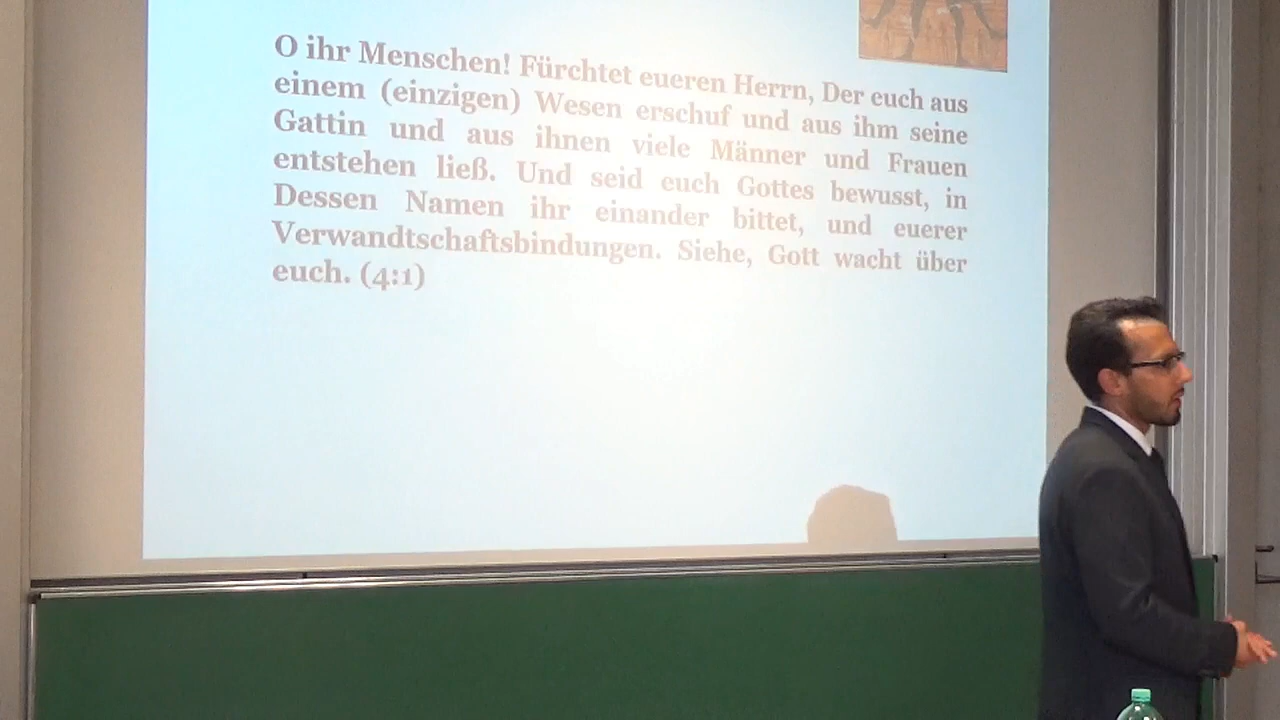 O ihr Menschen! Fürchtet eueren Herrn, Der euch aus
einem (einzigen) Wesen erschuf und aus ihm seine
Gattin und aus ihnen viele Männer und Frauen
entstehen ließ. Und seid euch Gottes bewusst, in
Dessen Namen ihr einander bittet, und euerer
Verwandtschaftsbindungen. Siehe, Gott wacht über
euch. (4:1)